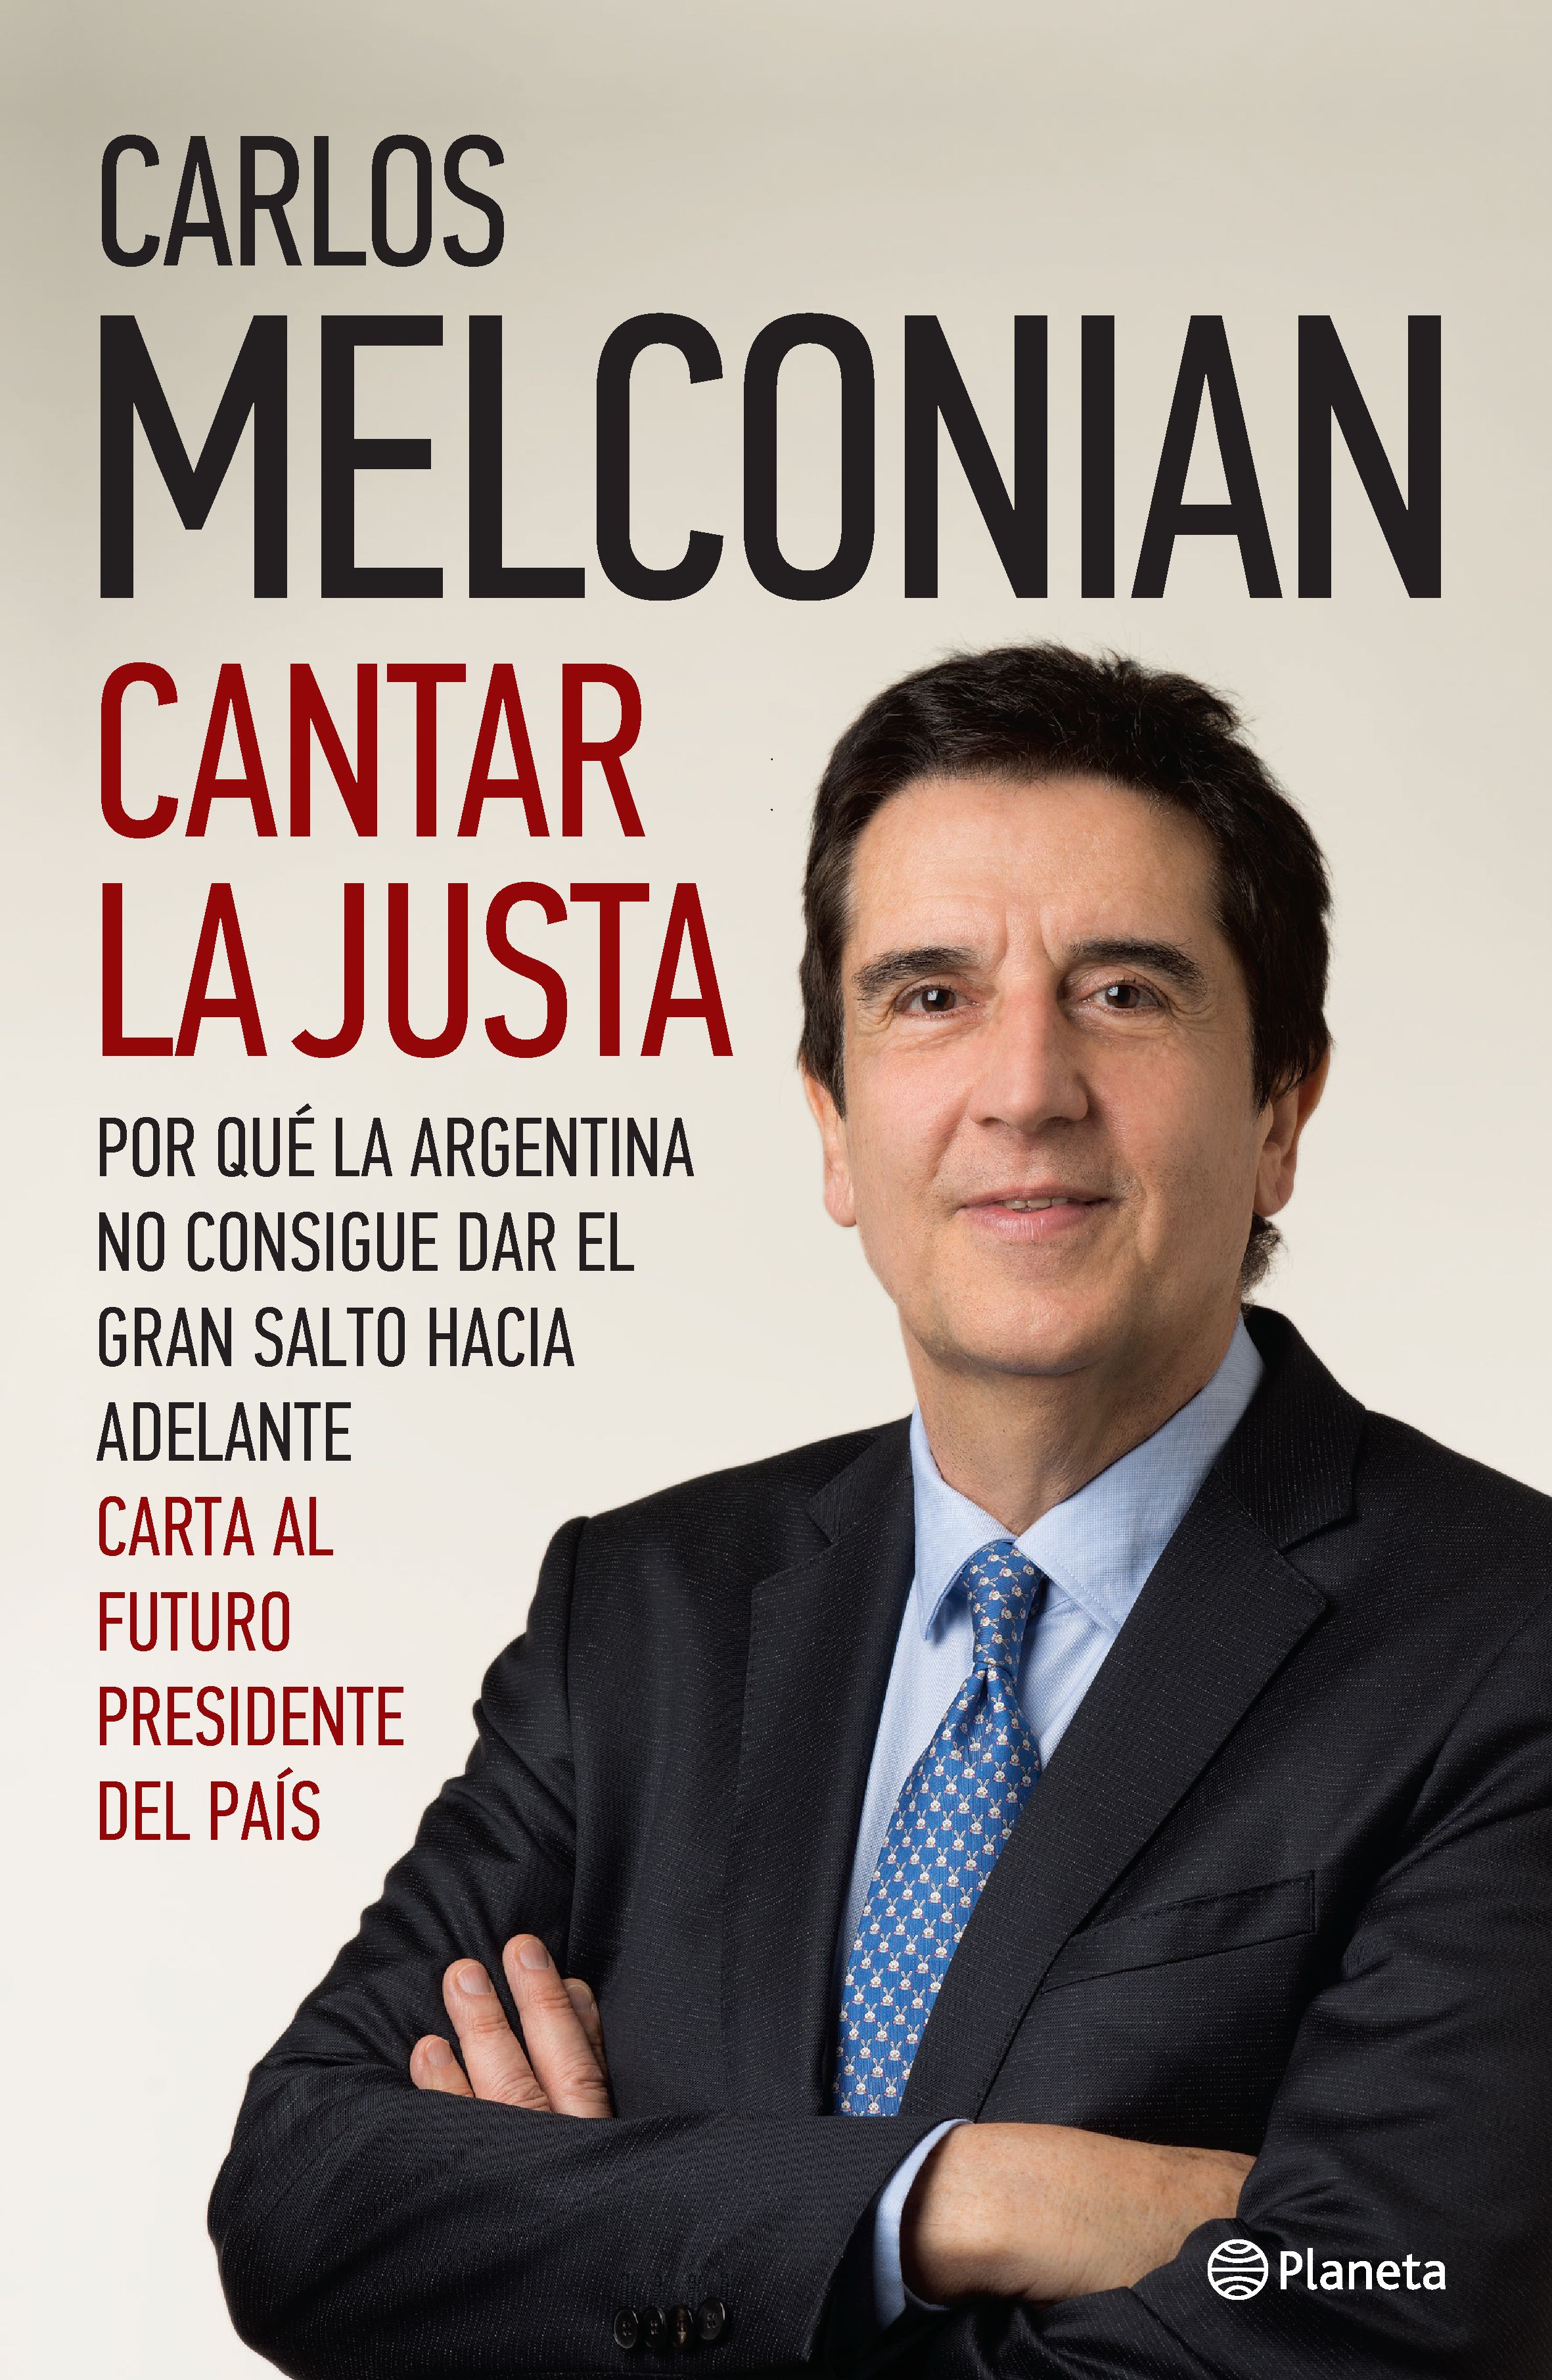 CARLOS
MELCONIAN
CANTAR
LA JUSTA
POR QUÉ LA ARGENTINA
NO CONSIGUE DAR EL
GRAN SALTO HACIA
ADELANTE
CARTA AL
FUTURO
PRESIDENTE
DEL PAÍS
Planeta